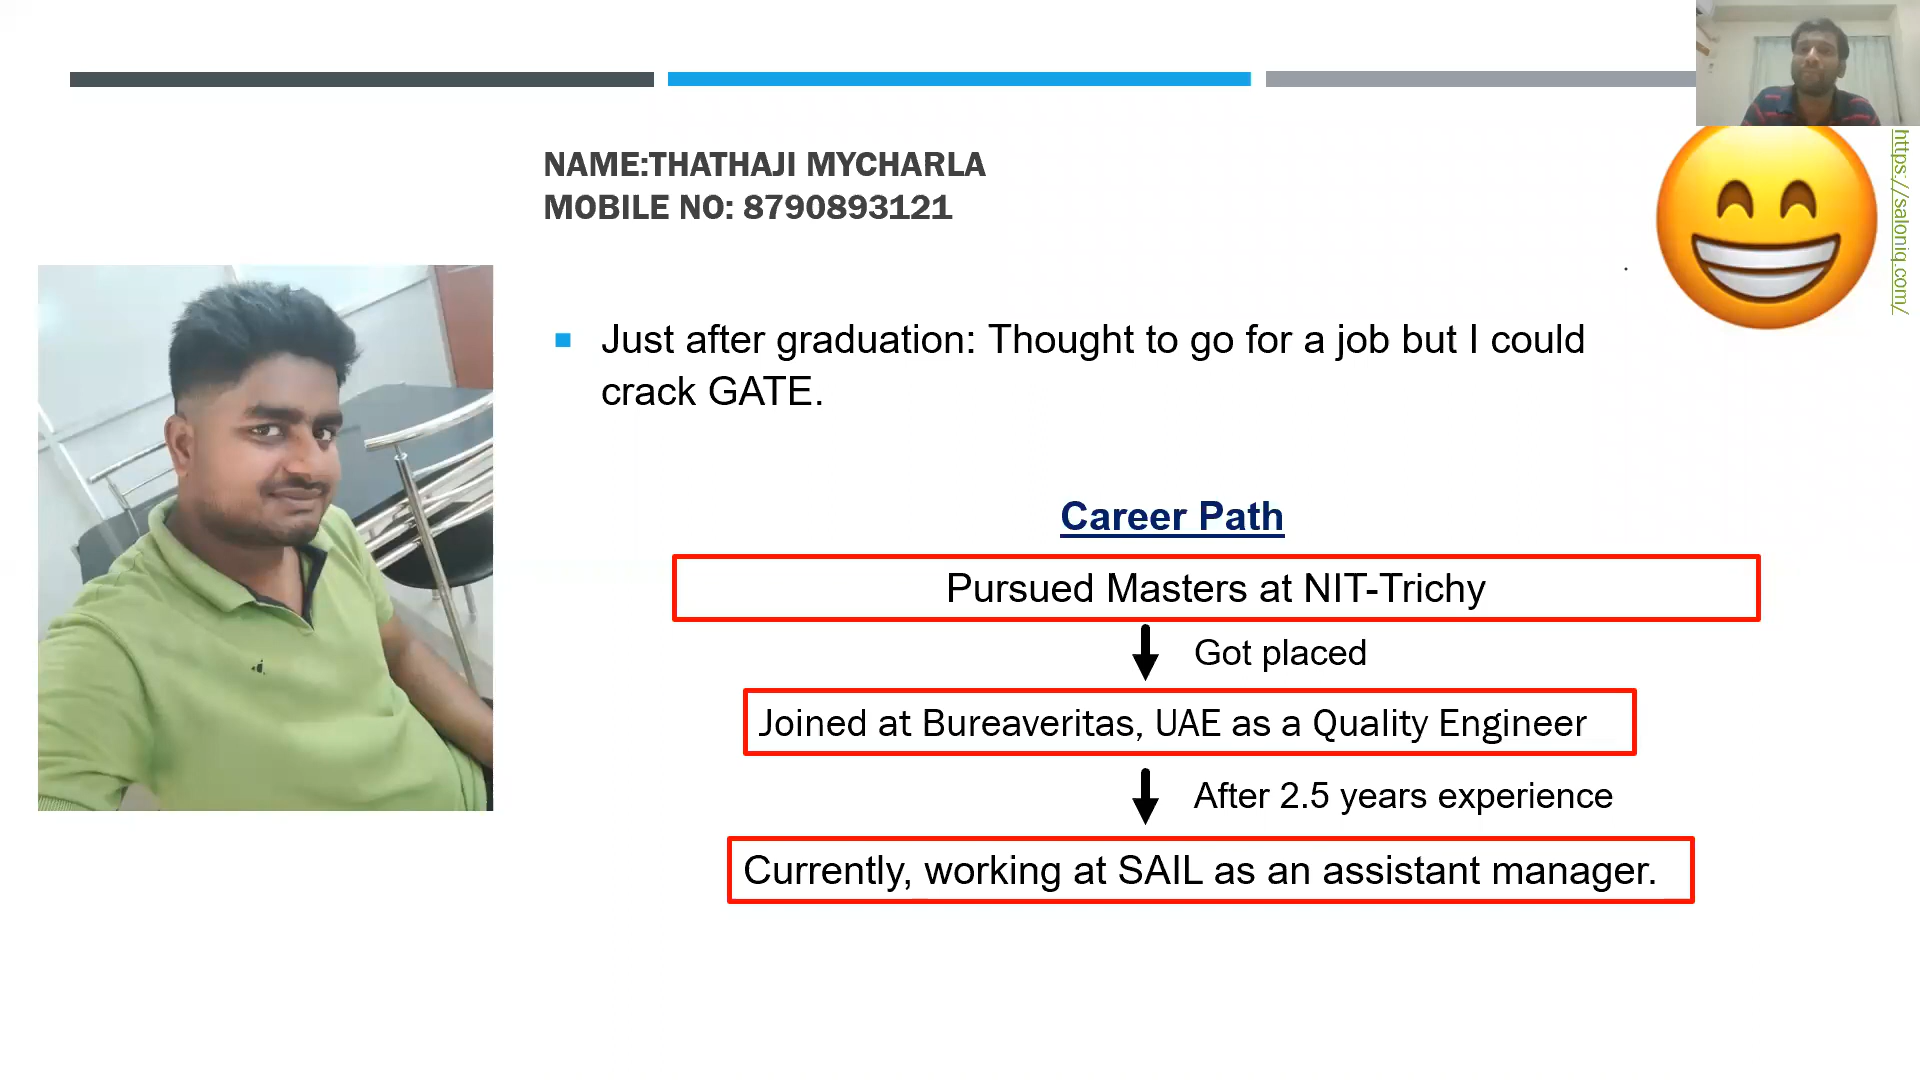 NAME:THATHAJI MYCHARLA
MOBILE NO: 8790893121
https://saloniq.com/
Just after graduation: Thought to go for a job but I could
crack GATE.
Career Path
Pursued Masters at NIT-Trichy
Got placed
Joined at Bureaveritas, UAE as a Quality Engineer
After 2.5 years experience
Currently, working at SAIL as an assistant manager.